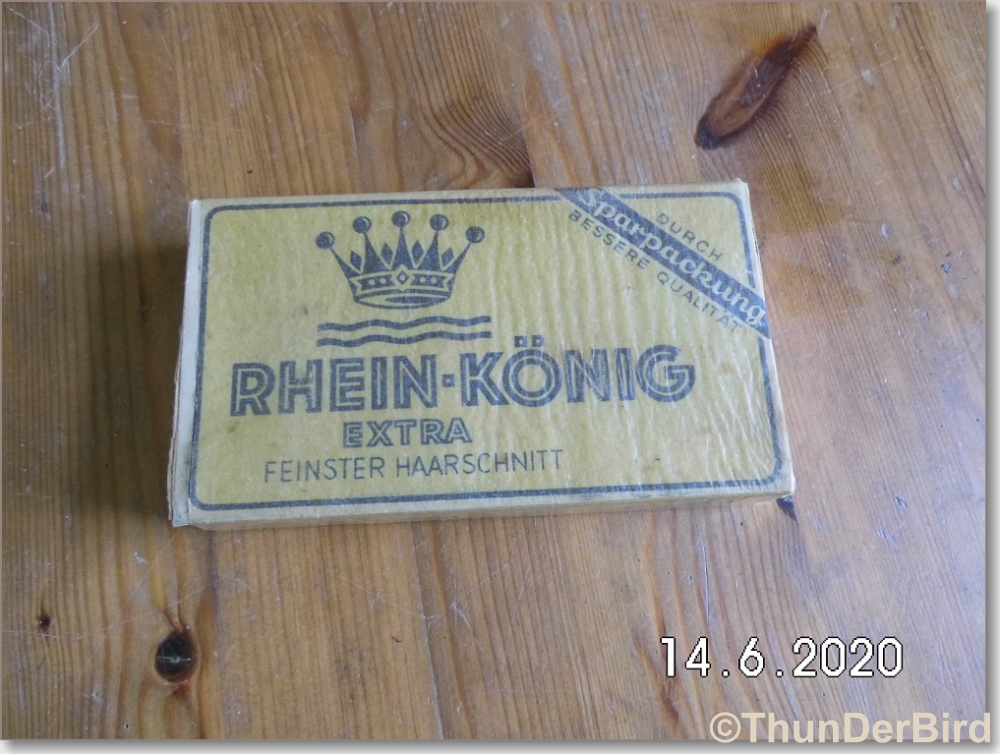 DURCH
Sparpackung
BESSERE QUALITÄT
RHEIN-KÖNIG
EXTRA
FEINSTER HAARSCHNITT
14.6.2020
©ThunDerBird